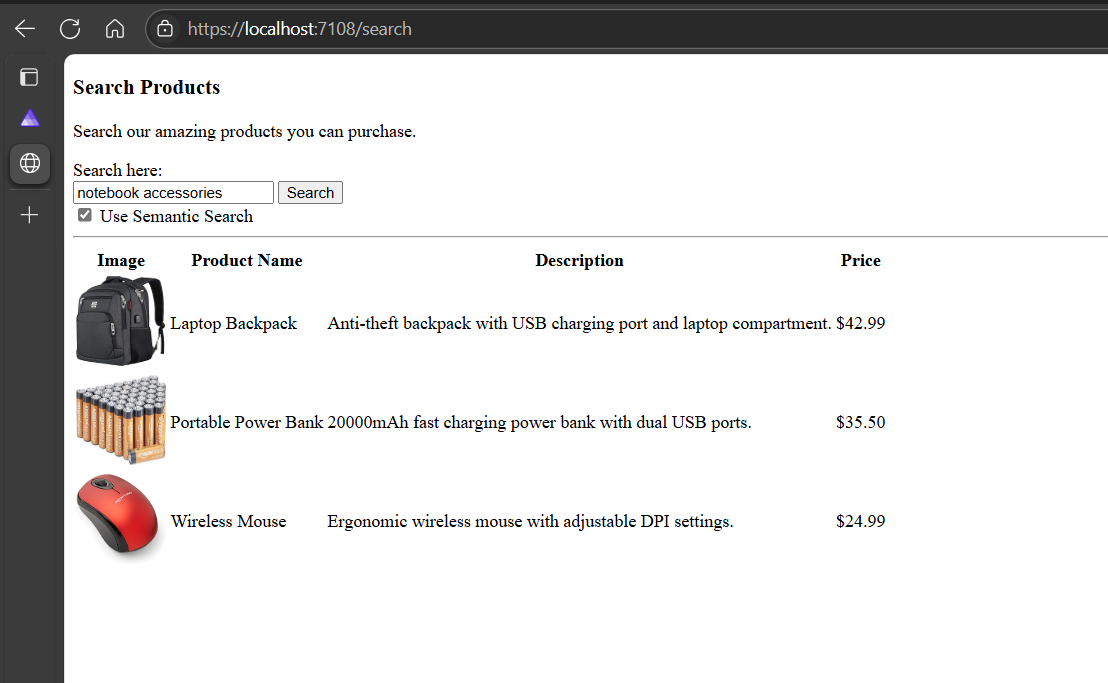 https://localhost:7108/search
Search Products
Search our amazing products you can purchase.
Search here:
notebook accessories Search
Use Semantic Search
Image Product Name Description Price
Laptop Backpack Anti-theft backpack with USB charging port and laptop compartment. $42.99
Portable Power Bank 20000mAh fast charging power bank with dual USB ports. $35.50
Wireless Mouse Ergonomic wireless mouse with adjustable DPI settings. $24.99